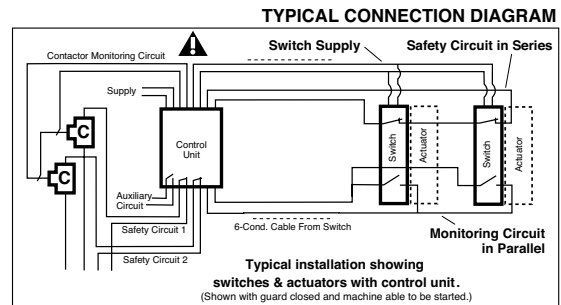 TYPICAL CONNECTION DIAGRAM
Contactor Monitoring Circuit
Switch Supply
Safety Circuit in Series
Supply
C
C
Control
Unit
Switch
Actuator
Switch
Actuator
Auxiliary
Circuit
Safety Circuit 1
Safety Circuit 2
6-Cond. Cable From Switch
Monitoring Circuit
in Parallel
Typical installation showing
switches & actuators with control unit.
(Shown with guard closed and machine able to be started.)